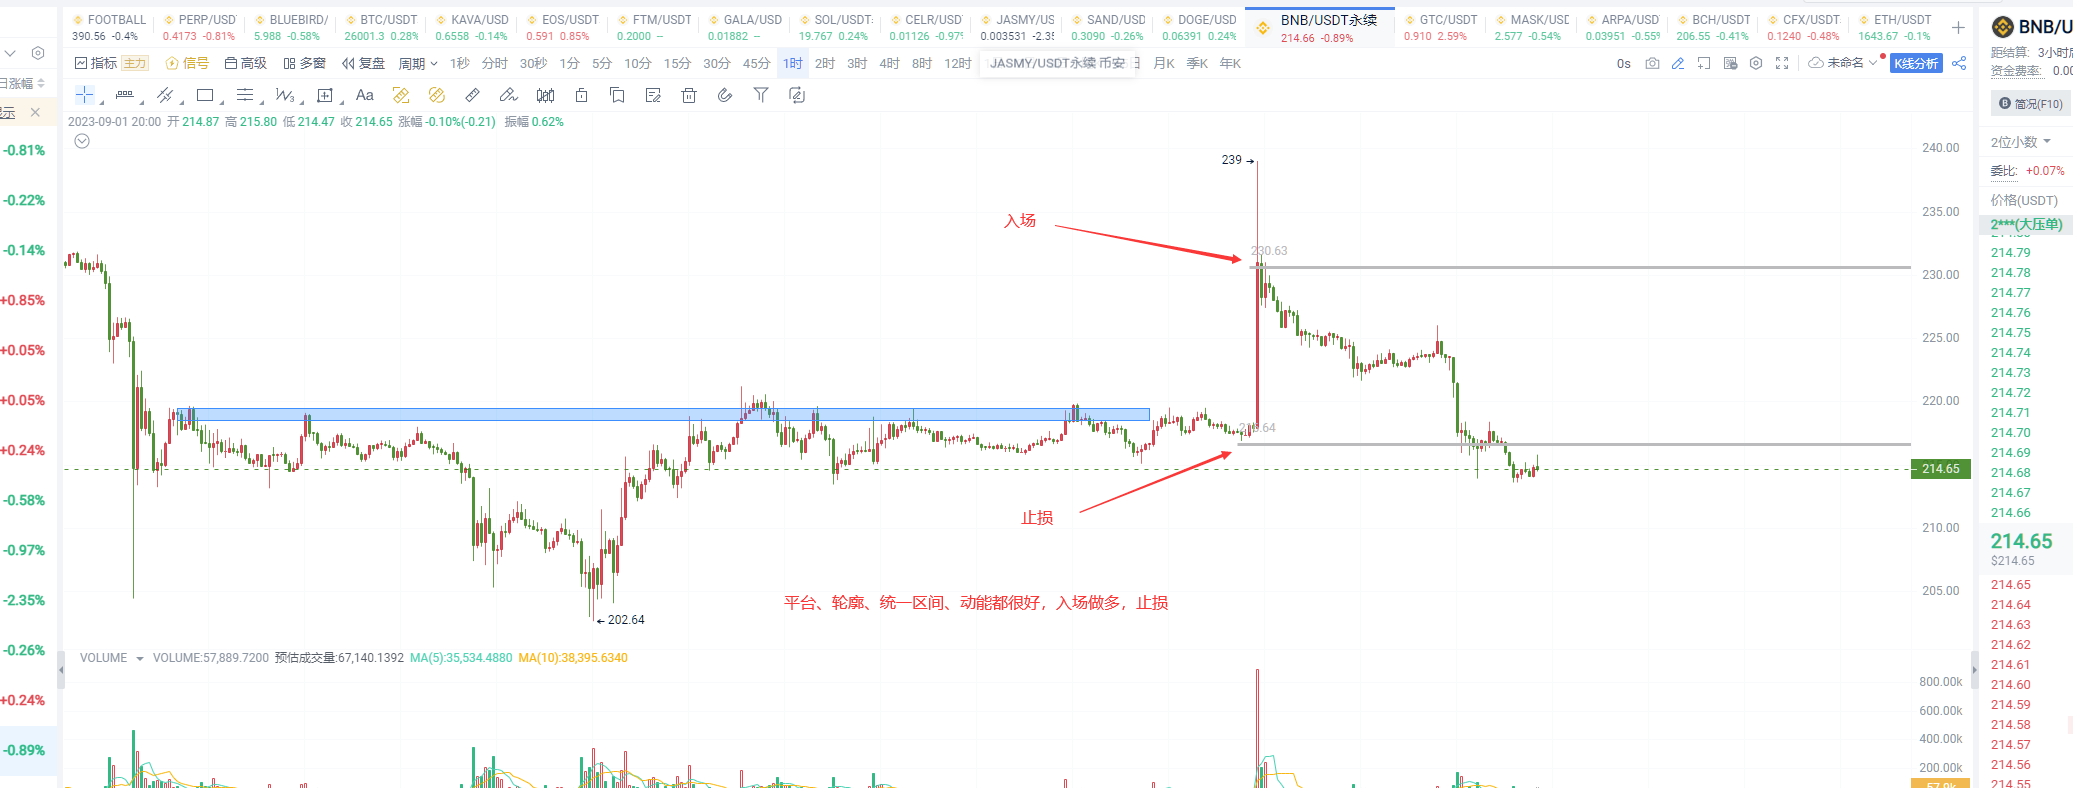 FOOTBALL PERP/USD BLUEBIRD/ BTC/USDT KAVA/USD EOS/USDT FTM/USDT GALA/USD SOL/USDT: CELR/USD JASMY/US SAND/USD DOGE/USD BNB/USDT永续 GTC/USDT MASK/USD ARPA/USD BCH/USDT CFX/USDT ETH/USDT
390.56 -0.4% 0.4173 -0.81% 5.988 -0.58% 26001.3 0.28% 0.6558 -0.14% 0.591 0.85% 0.2000 -- 0.01882 -- 19.767 0.24% 0.01126 -0.97% 0.003531 -2.35 0.3090 -0.26% 0.06391 0.24% 214.66 -0.89% 0.910 2.59% 2.577 -0.54% 0.03951 -0.55% 206.55 -0.41% 0.1240 -0.48% 1643.67 -0.1%
指标 主力 信号 高级 多窗 复盘 周期 1秒 分时 30秒 1分 5分 10分 15分 30分 45分 1时 2时 3时 4时 8时 12时 JASMY/USDT永续 币安 日 月K 季K 年K 0s 未命名 K线分析
Aa
2023-09-01 20:00 开 214.87 高 215.80 低 214.47 收 214.65 涨幅 -0.10%(-0.21) 振幅 0.62%
日涨幅
显示
-0.81%
-0.22%
-0.14%
+0.85%
+0.05%
+0.05%
+0.24%
-0.58%
-0.97%
-2.35%
-0.26%
+0.24%
-0.89%
239
入场
230.63
止损
平台、轮廓、统一区间、动能都很好，入场做多，止损
202.64
240.00
235.00
230.00
225.00
220.00
214.65
210.00
205.00
VOLUME VOLUME:57,889.7200 预估成交量:67,140.1392 MA(5):35,534.4880 MA(10):38,395.6340
800.00k
600.00k
400.00k
200.00k
BNB/U
距结算: 3小时
资金费率: 0.00
简况(F10)
2位小数
委比: +0.07%
价格(USDT)
2***(大压单)
214.79
214.78
214.77
214.76
214.75
214.74
214.73
214.72
214.71
214.70
214.69
214.68
214.67
214.66
214.65
$214.65
214.65
214.64
214.63
214.62
214.61
214.60
214.59
214.58
214.57
214.56
214.55